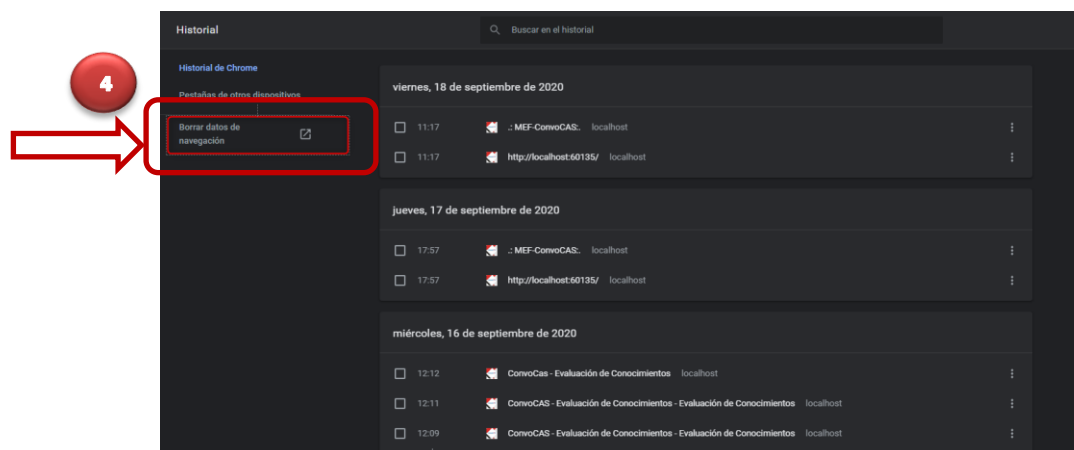 Historial
Buscar en el historial
4
Historial de Chrome
Pestañas de otros dispositivos
Borrar datos de
navegación
viernes, 18 de septiembre de 2020
11:17 .: MEF-ConvoCAS:. localhost
11:17 http://localhost:60135/ localhost
jueves, 17 de septiembre de 2020
17:57 .: MEF-ConvoCAS:. localhost
17:57 http://localhost:60135/ localhost
miércoles, 16 de septiembre de 2020
12:12 ConvoCas - Evaluación de Conocimientos localhost
12:11 ConvoCAS - Evaluación de Conocimientos - Evaluación de Conocimientos localhost
12:09 ConvoCAS - Evaluación de Conocimientos - Evaluación de Conocimientos localhost